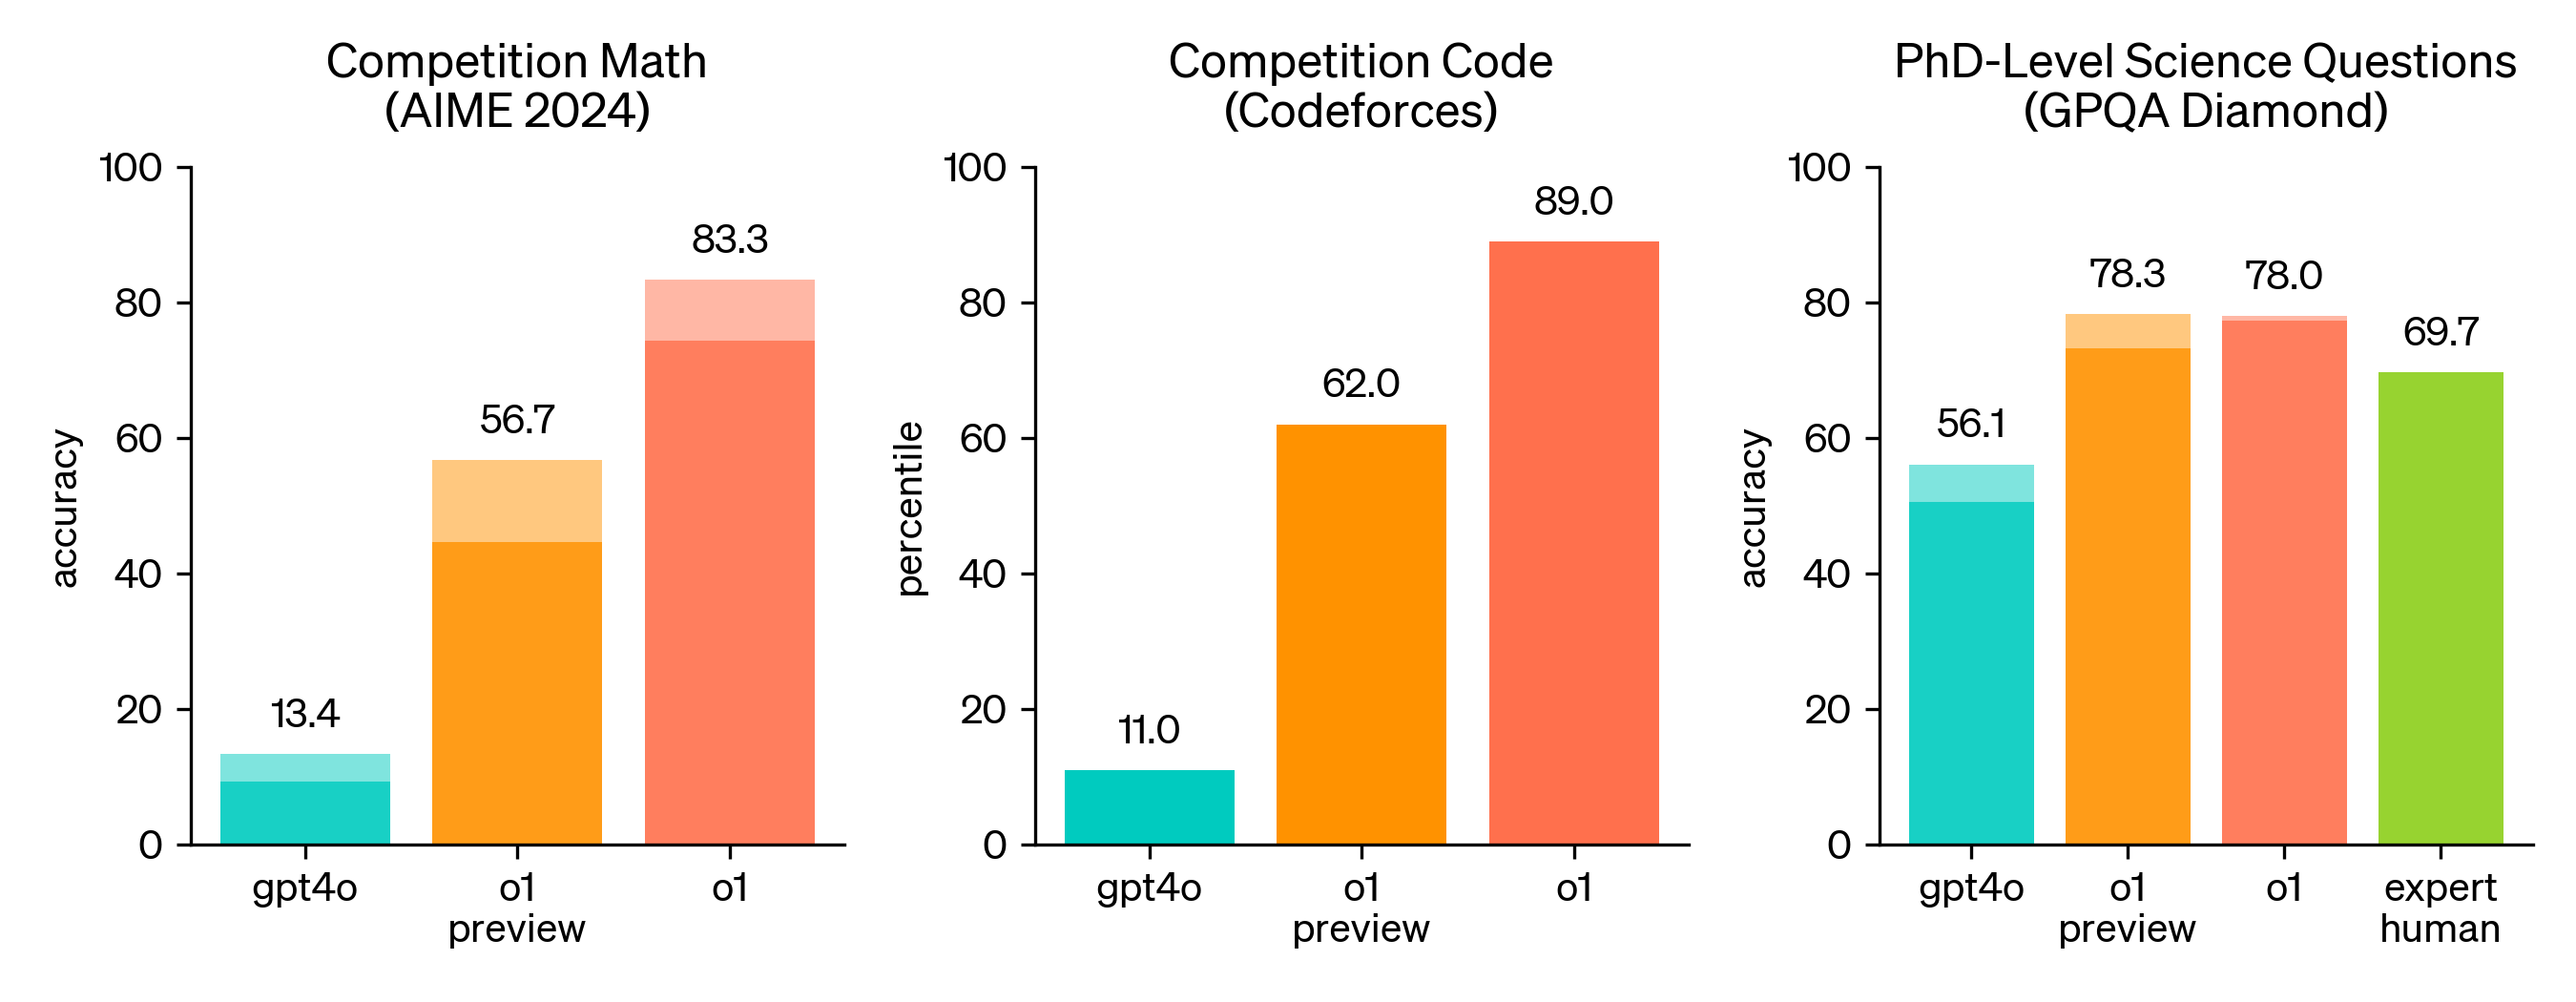 Competition Math
(AIME 2024)
accuracy
100
80
60
40
20
0
13.4
56.7
83.3
gpt4o
o1
preview
o1
Competition Code
(Codeforces)
percentile
100
80
60
40
20
0
11.0
62.0
89.0
gpt4o
o1
preview
o1
PhD-Level Science Questions
(GPQA Diamond)
accuracy
100
80
60
40
20
0
56.1
78.3
78.0
69.7
gpt4o
o1
preview
o1
expert
human